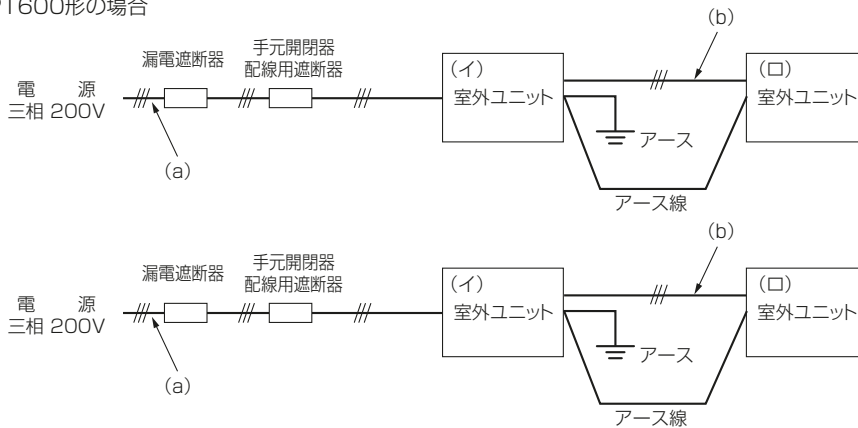 1600形の場合
(b)
漏電遮断器
手元開閉器
配線用遮断器
(イ)
室外ユニット
(ロ)
室外ユニット
電 源
三相 200V
アース
(a)
アース線
(b)
漏電遮断器
手元開閉器
配線用遮断器
(イ)
室外ユニット
(ロ)
室外ユニット
電 源
三相 200V
アース
(a)
アース線